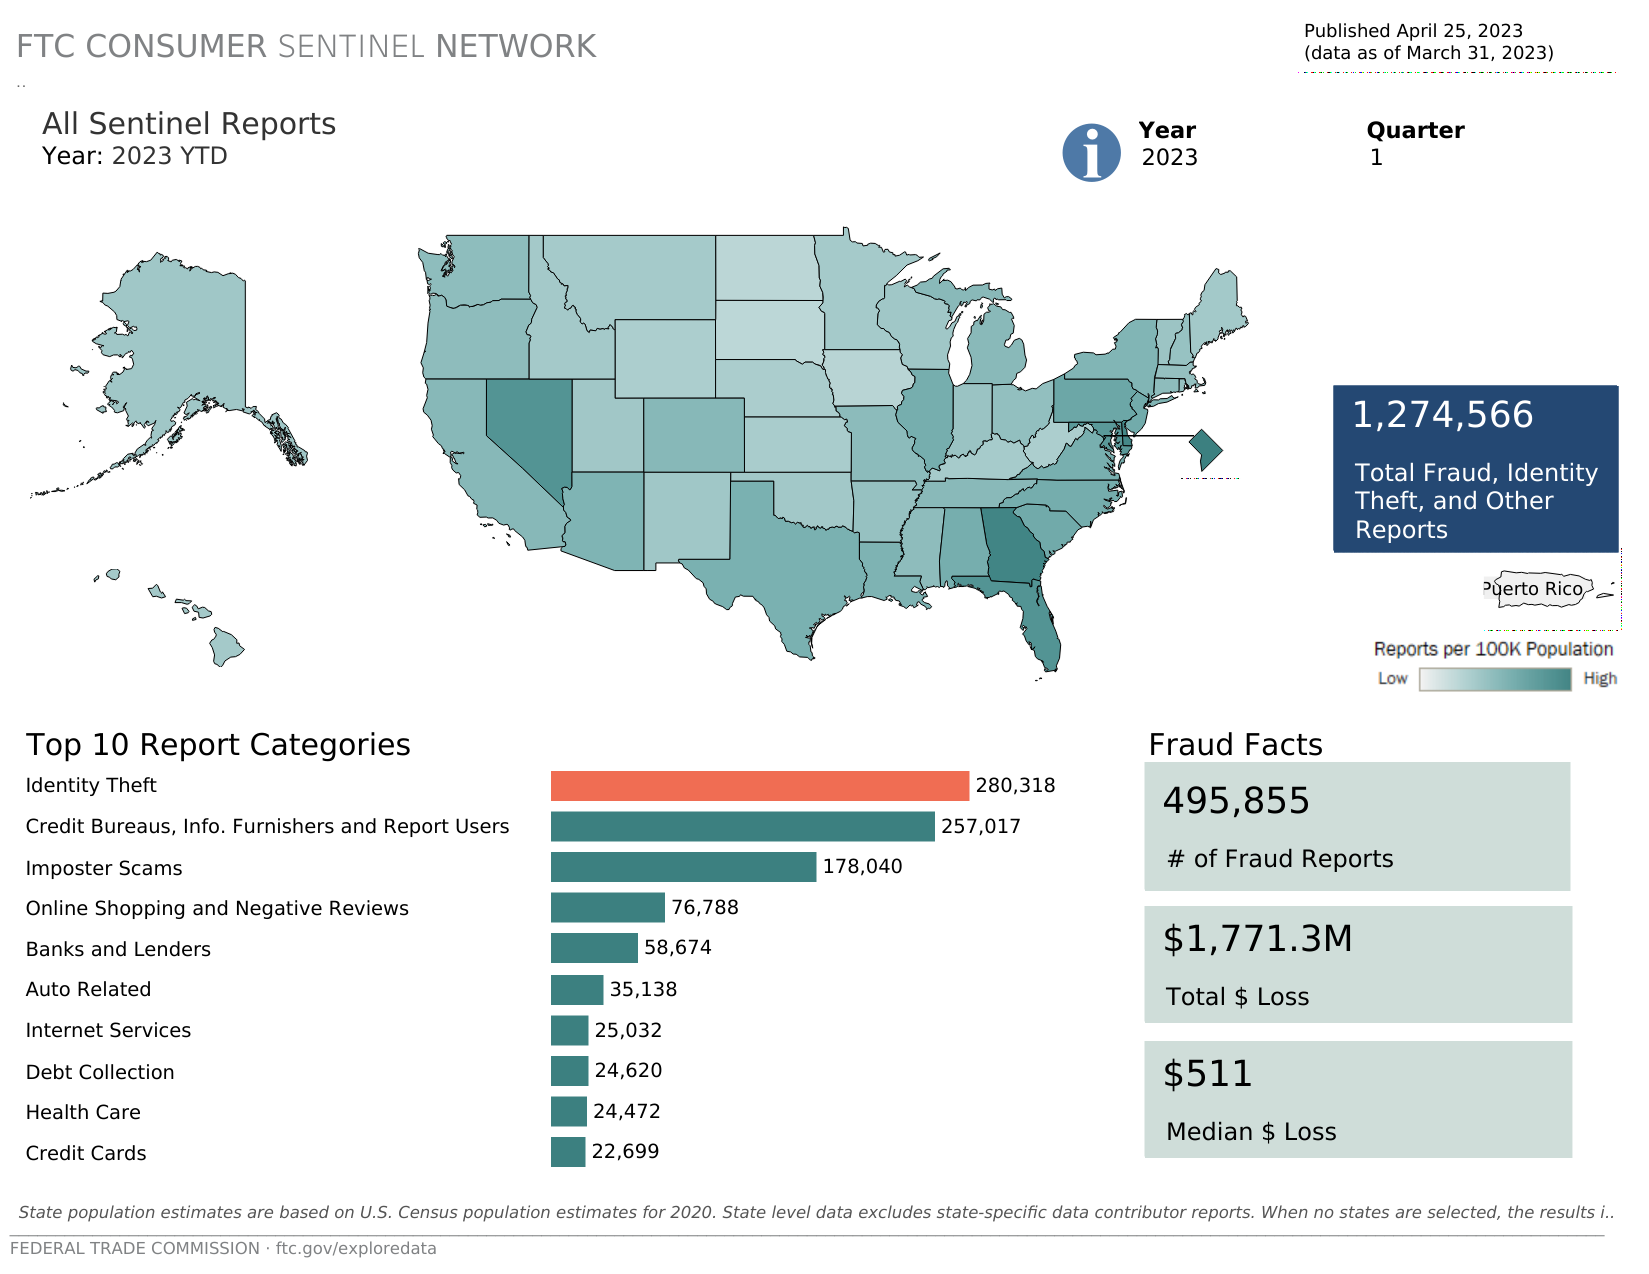 FTC CONSUMER SENTINEL NETWORK
Published April 25, 2023
(data as of March 31, 2023)
..
All Sentinel Reports
Year: 2023 YTD
i
Year
2023
Quarter
1
1,274,566
Total Fraud, Identity
Theft, and Other
Reports
Puerto Rico
Reports per 100K Population
Low
High
Top 10 Report Categories
Identity Theft 280,318
Credit Bureaus, Info. Furnishers and Report Users 257,017
Imposter Scams 178,040
Online Shopping and Negative Reviews 76,788
Banks and Lenders 58,674
Auto Related 35,138
Internet Services 25,032
Debt Collection 24,620
Health Care 24,472
Credit Cards 22,699
Fraud Facts
495,855
# of Fraud Reports
$1,771.3M
Total $ Loss
$511
Median $ Loss
State population estimates are based on U.S. Census population estimates for 2020. State level data excludes state-specific data contributor reports. When no states are selected, the results i..
FEDERAL TRADE COMMISSION · ftc.gov/exploredata